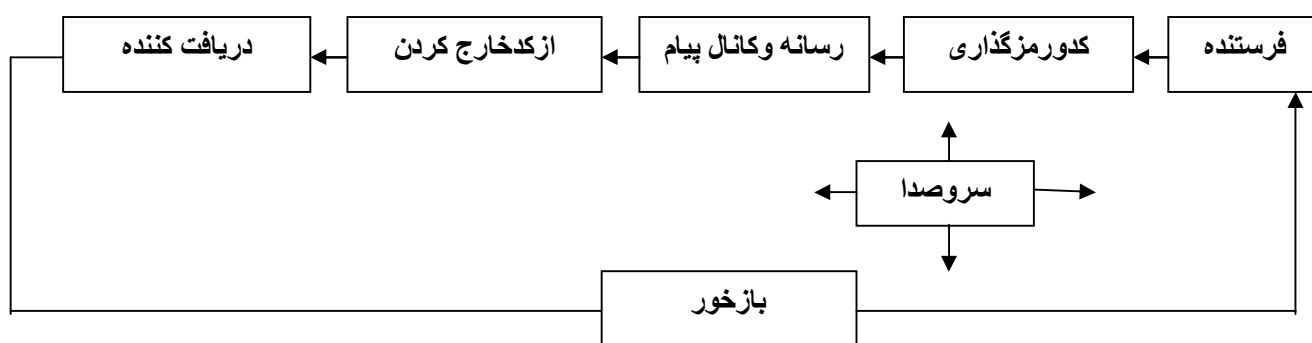 فرستنده
کدورمزگذاری
رسانه وکانال پیام
ازکدخارج کردن
دریافت کننده
سروصدا
بازخور